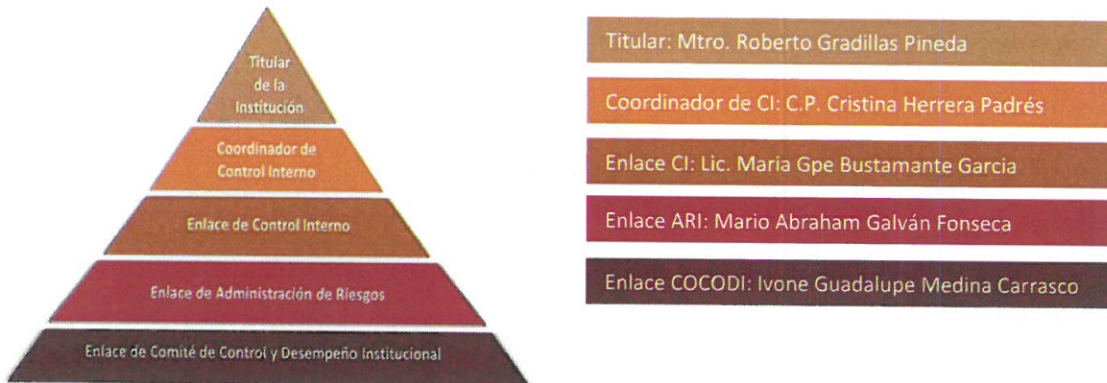 Titular
de la
Institución
Coordinador de
Control Interno
Enlace de Control Interno
Enlace de Administración de Riesgos
Enlace de Comité de Control y Desempeño Institucional
Titular: Mtro. Roberto Gradillas Pineda
Coordinador de CI: C.P. Cristina Herrera Padrés
Enlace CI: Lic. Maria Gpe Bustamante Garcia
Enlace ARI: Mario Abraham Galván Fonseca
Enlace COCODI: Ivone Guadalupe Medina Carrasco